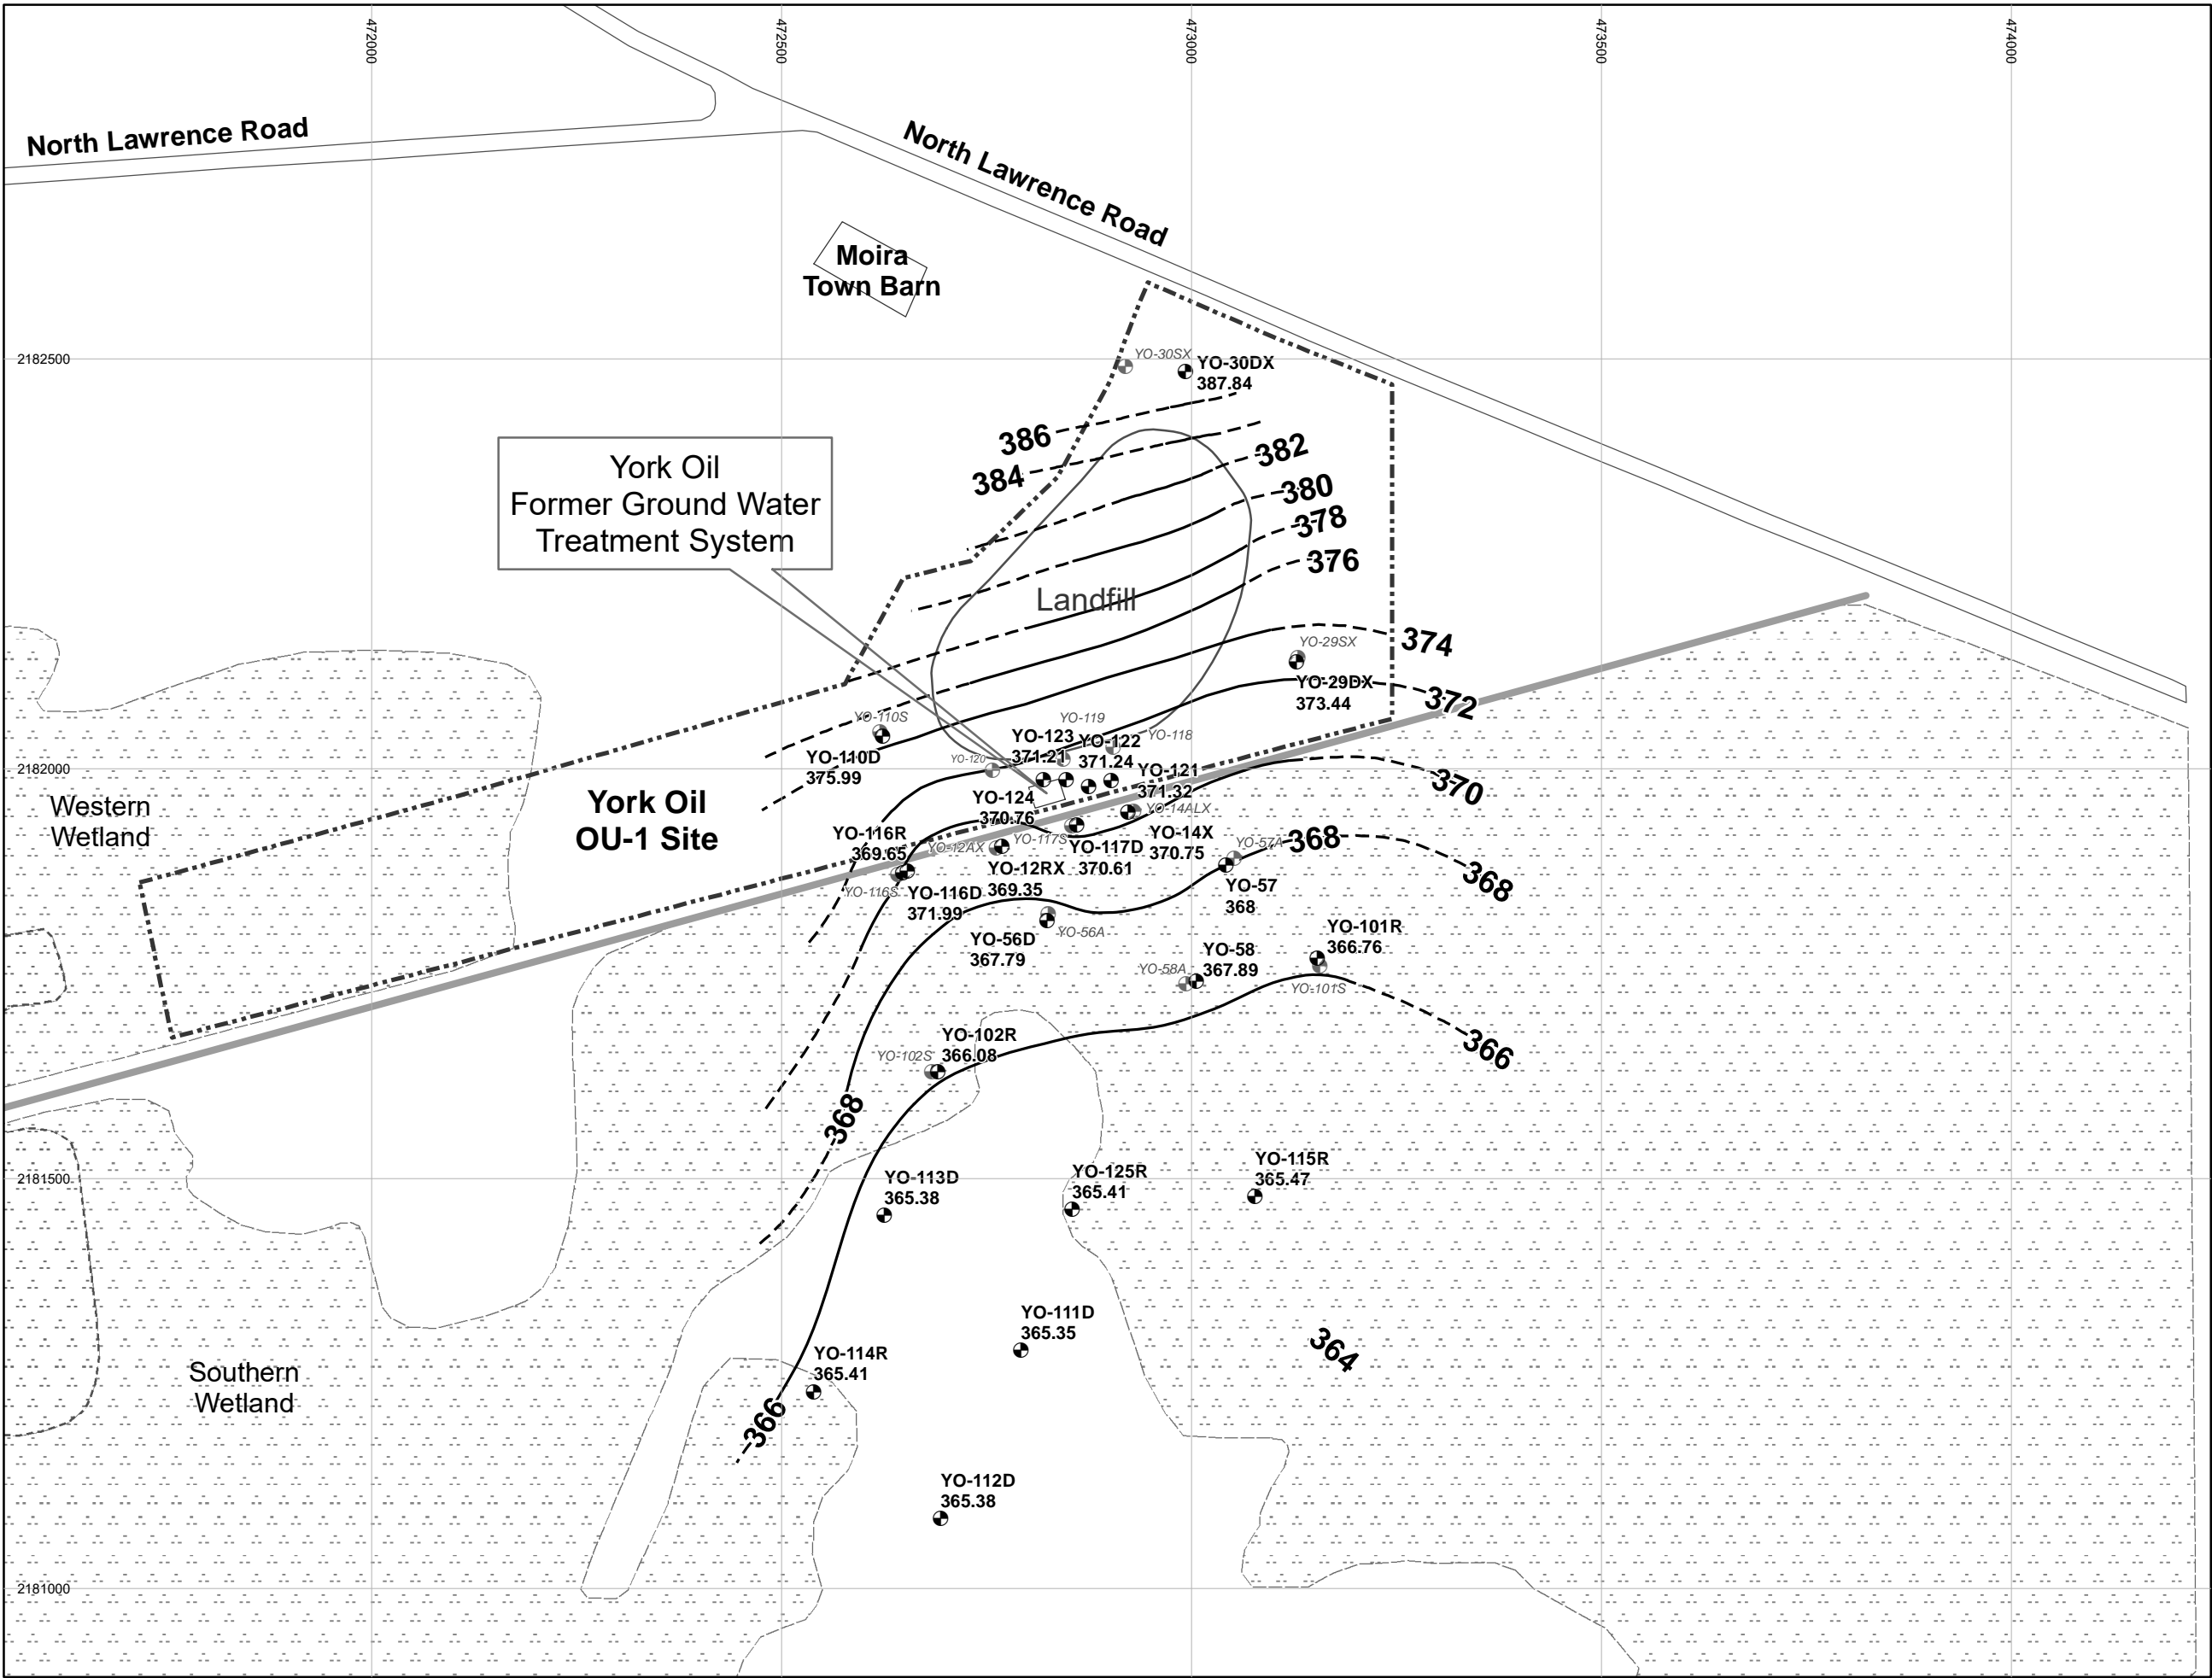 472000
472500
473000
473500
474000
North Lawrence Road
North Lawrence Road
Moira
Town Barn
2182500
YO-30SX
YO-30DX
387.84
386
384
382
380
378
376
York Oil
Former Ground Water
Treatment System
Landfill
374
YO-29SX
YO-29DX
373.44
372
YO-110S
YO-110D
375.99
YO-119
YO-118
YO-123
371.21
YO-122
371.24
YO-120
YO-121
371.32
2182000
370
Western
Wetland
York Oil
OU-1 Site
YO-124
370.76
YO-14ALX
YO-14X
370.75
YO-116R
369.65
YO-12AX
YO-117S
YO-117D
370.61
YO-57A
368
368
YO-12RX
369.35
YO-116S
YO-116D
371.99
YO-57
368
YO-56A
YO-56D
367.79
YO-101R
366.76
YO-58
367.89
YO-58A
YO-101S
YO-102R
366.08
YO-102S
366
368
2181500
YO-113D
365.38
YO-125R
365.41
YO-115R
365.47
YO-111D
365.35
364
YO-114R
365.41
Southern
Wetland
366
YO-112D
365.38
2181000